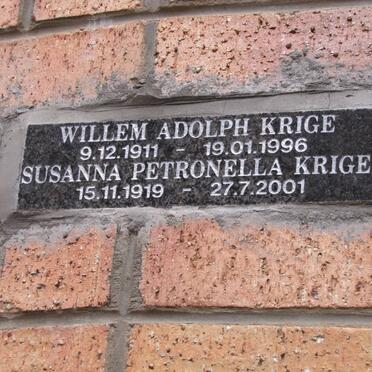 WILLEM ADOLPH KRIGE
9.12.1911 - 19.01.1996
SUSANNA PETRONELLA KRIGE
15.11.1919 - 27.7.2001